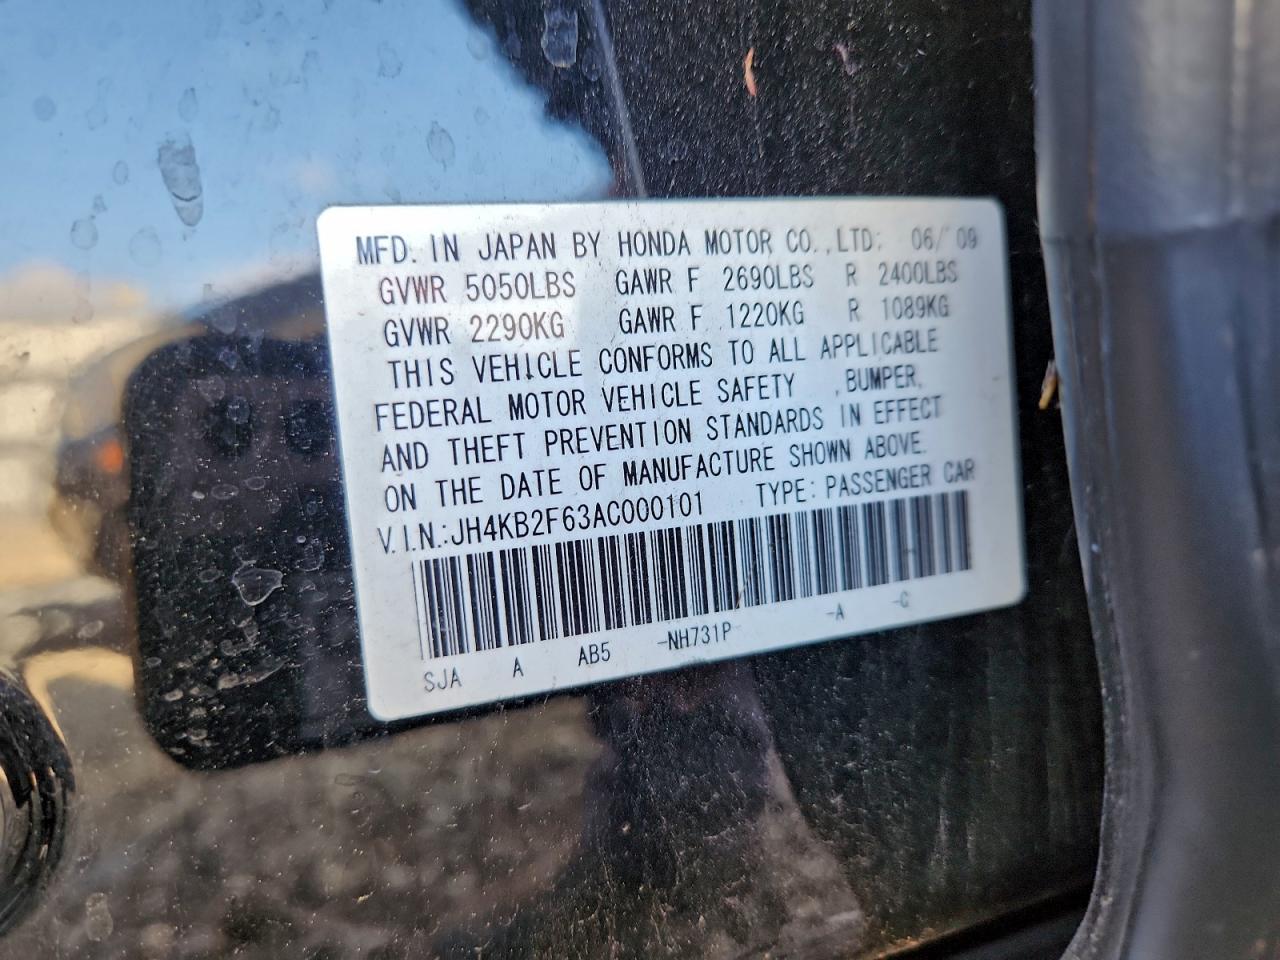 MFD. IN JAPAN BY HONDA MOTOR CO., LTD. 06/ 09
GVWR 5050LBS GAWR F 2690LBS R 2400LBS
GVWR 2290KG GAWR F 1220KG R 1089KG
THIS VEHICLE CONFORMS TO ALL APPLICABLE
FEDERAL MOTOR VEHICLE SAFETY , BUMPER,
AND THEFT PREVENTION STANDARDS IN EFFECT
ON THE DATE OF MANUFACTURE SHOWN ABOVE.
V.I.N.:JH4KB2F63AC000101 TYPE: PASSENGER CAR
SJA A AB5 -NH731P- -A -C